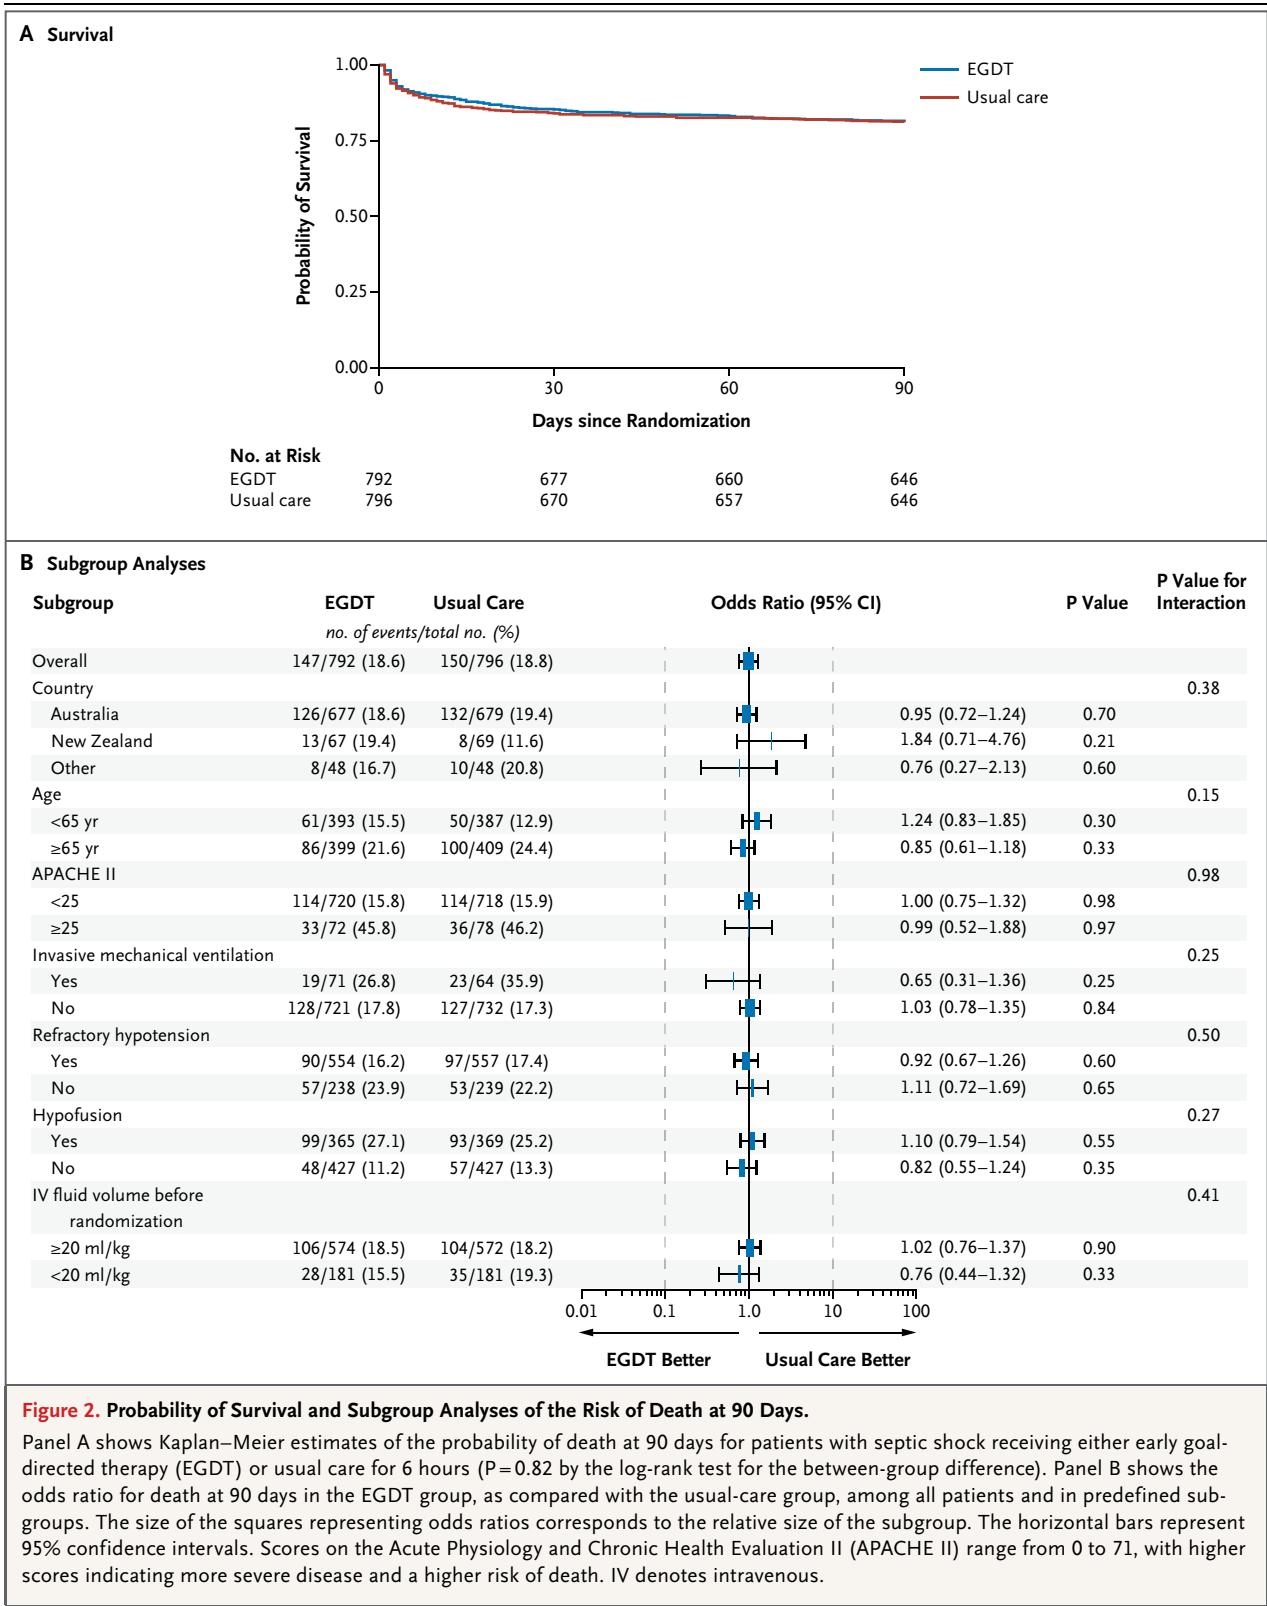 A Survival
1.00
0.75
0.50
0.25
0.00
Probability of Survival
EGDT
Usual care
0 30 60 90
Days since Randomization
No. at Risk
EGDT 792 677 660 646
Usual care 796 670 657 646
B Subgroup Analyses
Subgroup EGDT Usual Care Odds Ratio (95% CI) P Value P Value for Interaction
no. of events/total no. (%)
Overall 147/792 (18.6) 150/796 (18.8)
Country 0.38
Australia 126/677 (18.6) 132/679 (19.4) 0.95 (0.72–1.24) 0.70
New Zealand 13/67 (19.4) 8/69 (11.6) 1.84 (0.71–4.76) 0.21
Other 8/48 (16.7) 10/48 (20.8) 0.76 (0.27–2.13) 0.60
Age 0.15
<65 yr 61/393 (15.5) 50/387 (12.9) 1.24 (0.83–1.85) 0.30
≥65 yr 86/399 (21.6) 100/409 (24.4) 0.85 (0.61–1.18) 0.33
APACHE II 0.98
<25 114/720 (15.8) 114/718 (15.9) 1.00 (0.75–1.32) 0.98
≥25 33/72 (45.8) 36/78 (46.2) 0.99 (0.52–1.88) 0.97
Invasive mechanical ventilation 0.25
Yes 19/71 (26.8) 23/64 (35.9) 0.65 (0.31–1.36) 0.25
No 128/721 (17.8) 127/732 (17.3) 1.03 (0.78–1.35) 0.84
Refractory hypotension 0.50
Yes 90/554 (16.2) 97/557 (17.4) 0.92 (0.67–1.26) 0.60
No 57/238 (23.9) 53/239 (22.2) 1.11 (0.72–1.69) 0.65
Hypofusion 0.27
Yes 99/365 (27.1) 93/369 (25.2) 1.10 (0.79–1.54) 0.55
No 48/427 (11.2) 57/427 (13.3) 0.82 (0.55–1.24) 0.35
IV fluid volume before 0.41
randomization
≥20 ml/kg 106/574 (18.5) 104/572 (18.2) 1.02 (0.76–1.37) 0.90
<20 ml/kg 28/181 (15.5) 35/181 (19.3) 0.76 (0.44–1.32) 0.33
0.01 0.1 1.0 10 100
EGDT Better Usual Care Better
Figure 2. Probability of Survival and Subgroup Analyses of the Risk of Death at 90 Days.
Panel A shows Kaplan–Meier estimates of the probability of death at 90 days for patients with septic shock receiving either early goal-
directed therapy (EGDT) or usual care for 6 hours (P=0.82 by the log-rank test for the between-group difference). Panel B shows the
odds ratio for death at 90 days in the EGDT group, as compared with the usual-care group, among all patients and in predefined sub-
groups. The size of the squares representing odds ratios corresponds to the relative size of the subgroup. The horizontal bars represent
95% confidence intervals. Scores on the Acute Physiology and Chronic Health Evaluation II (APACHE II) range from 0 to 71, with higher
scores indicating more severe disease and a higher risk of death. IV denotes intravenous.